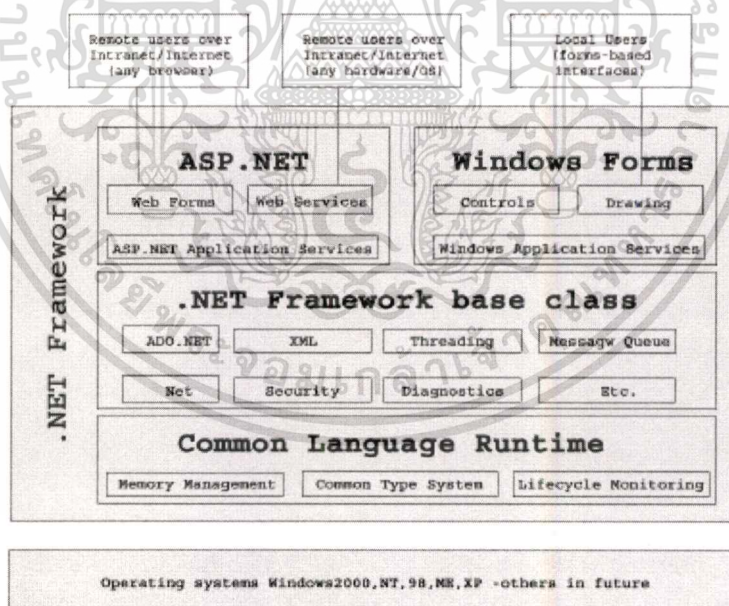 Remote users over
Intranet/Internet
(any browser)
Remote users over
Intranet/Internet
(any hardware/OS)
Local Users
(forms-based
interfaces)
.NET Framework
ASP.NET
Web Forms
Web Services
ASP.NET Application Services
Windows Forms
Controls
Drawing
Windows Application Services
.NET Framework base class
ADO.NET
XML
Threading
Messagw Queue
Net
Security
Diagnostics
Etc.
Common Language Runtime
Memory Management
Common Type System
Lifecycle Monitoring
Operating systems Windows2000,NT,98,ME,XP -others in future